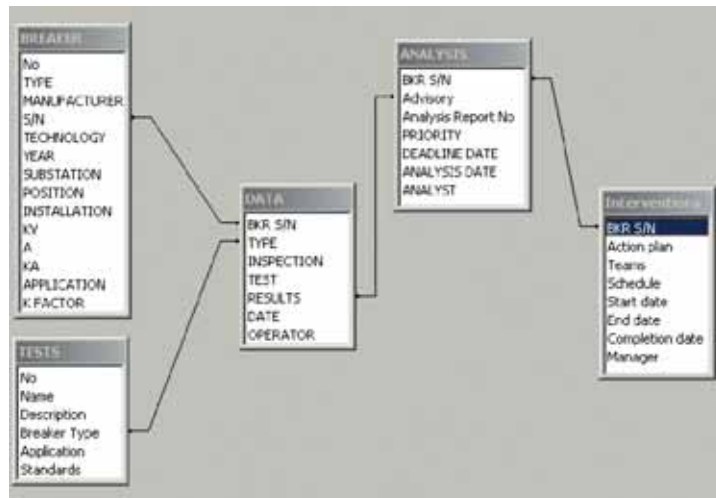 BREAKER
No
TYPE
MANUFACTURER
S/N
TECHNOLOGY
YEAR
SUBSTATION
POSITION
INSTALLATION
KV
A
KA
APPLICATION
K FACTOR
TESTS
No
Name
Description
Breaker Type
Application
Standards
DATA
BKR S/N
TYPE
INSPECTION
TEST
RESULTS
DATE
OPERATOR
ANALYSIS
BKR S/N
Advisory
Analysis Report No
PRIORITY
DEADLINE DATE
ANALYSIS DATE
ANALYST
Interventions
BKR S/N
Action plan
Teams
Schedule
Start date
End date
Completion date
Manager